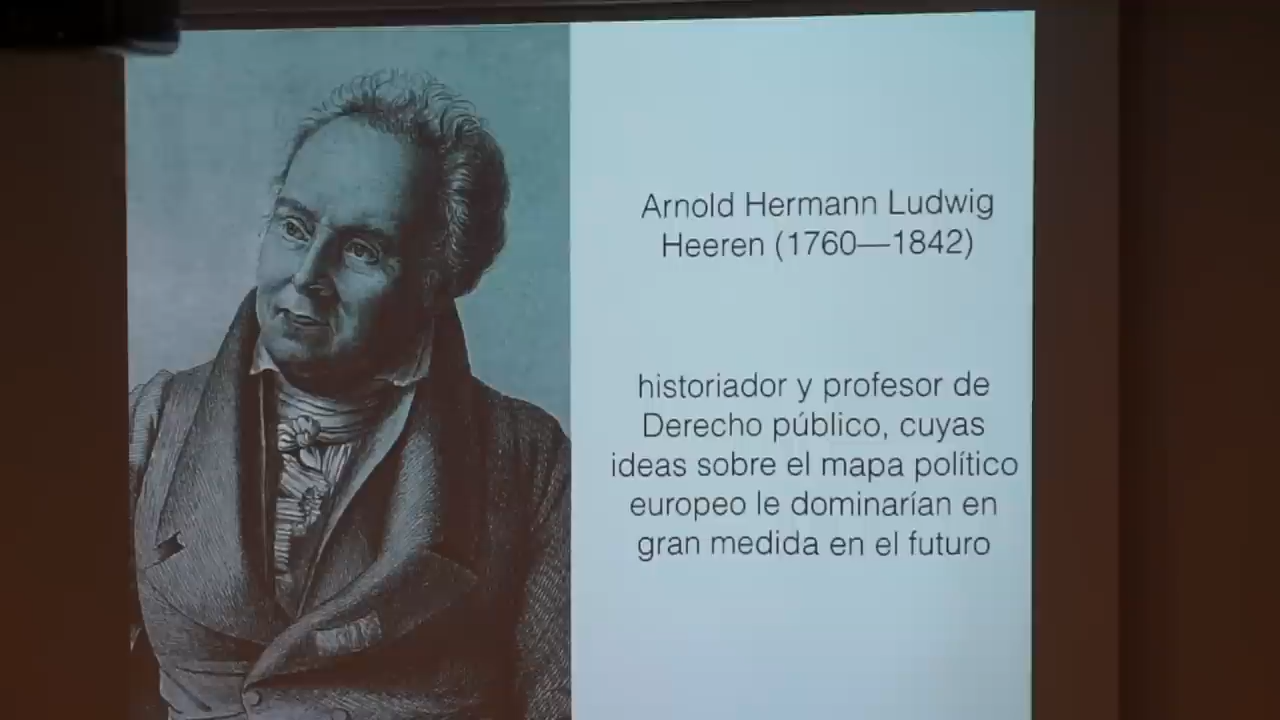 Arnold Hermann Ludwig
Heeren (1760—1842)
historiador y profesor de
Derecho público, cuyas
ideas sobre el mapa político
europeo le dominarían en
gran medida en el futuro